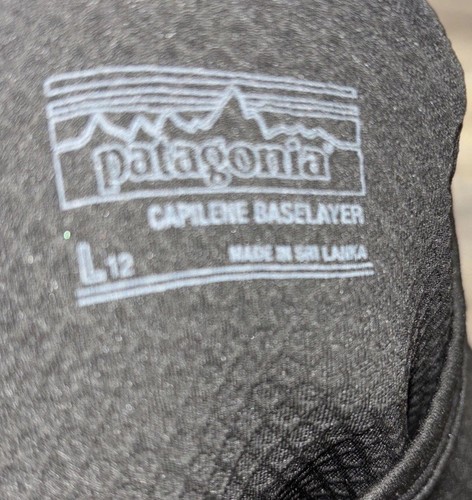 patagonia®
CAPILENE BASELAYER
L 12
MADE IN SRI LANKA